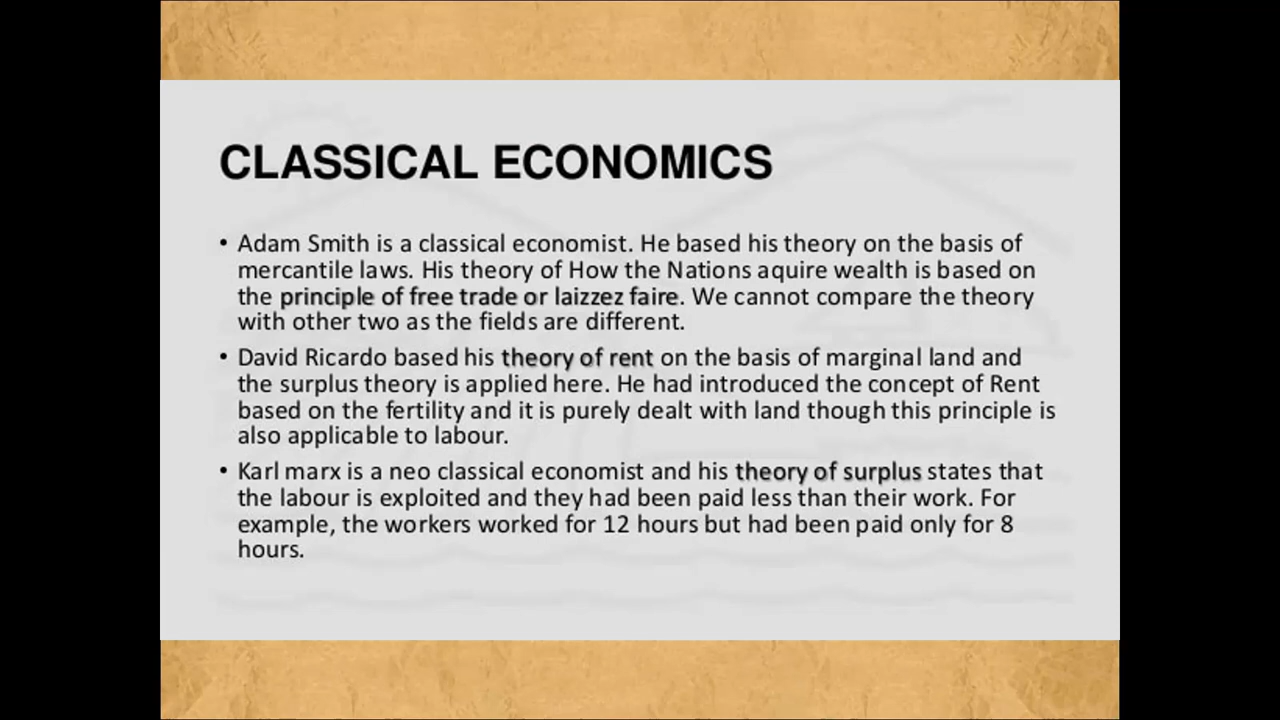 CLASSICAL ECONOMICS
• Adam Smith is a classical economist. He based his theory on the basis of
mercantile laws. His theory of How the Nations aquire wealth is based on
the principle of free trade or laizzez faire. We cannot compare the theory
with other two as the fields are different.
• David Ricardo based his theory of rent on the basis of marginal land and
the surplus theory is applied here. He had introduced the concept of Rent
based on the fertility and it is purely dealt with land though this principle is
also applicable to labour.
• Karl marx is a neo classical economist and his theory of surplus states that
the labour is exploited and they had been paid less than their work. For
example, the workers worked for 12 hours but had been paid only for 8
hours.